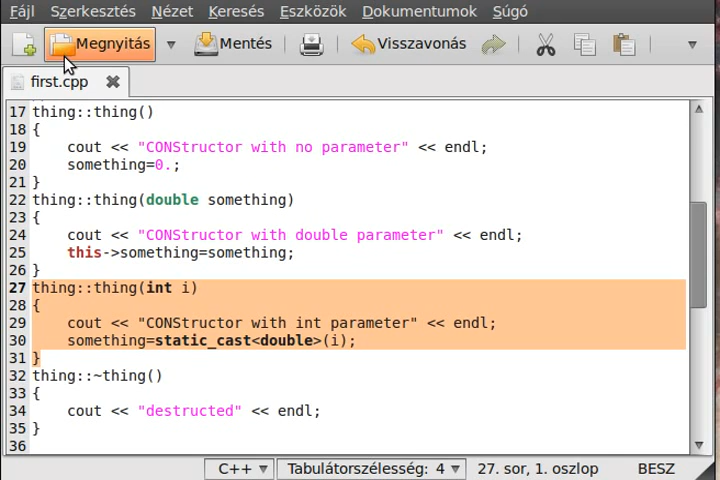 Fájl Szerkesztés Nézet Keresés Eszközök Dokumentumok Súgó
Megnyitás Mentés Visszavonás
first.cpp
17 thing::thing()
18 {
19 cout << "CONStructor with no parameter" << endl;
20 something=0.;
21 }
22 thing::thing(double something)
23 {
24 cout << "CONStructor with double parameter" << endl;
25 this->something=something;
26 }
27 thing::thing(int i)
28 {
29 cout << "CONStructor with int parameter" << endl;
30 something=static_cast<double>(i);
31 }
32 thing::~thing()
33 {
34 cout << "destructed" << endl;
35 }
36
C++ Tabulátorszélesség: 4 27. sor, 1. oszlop BESZ